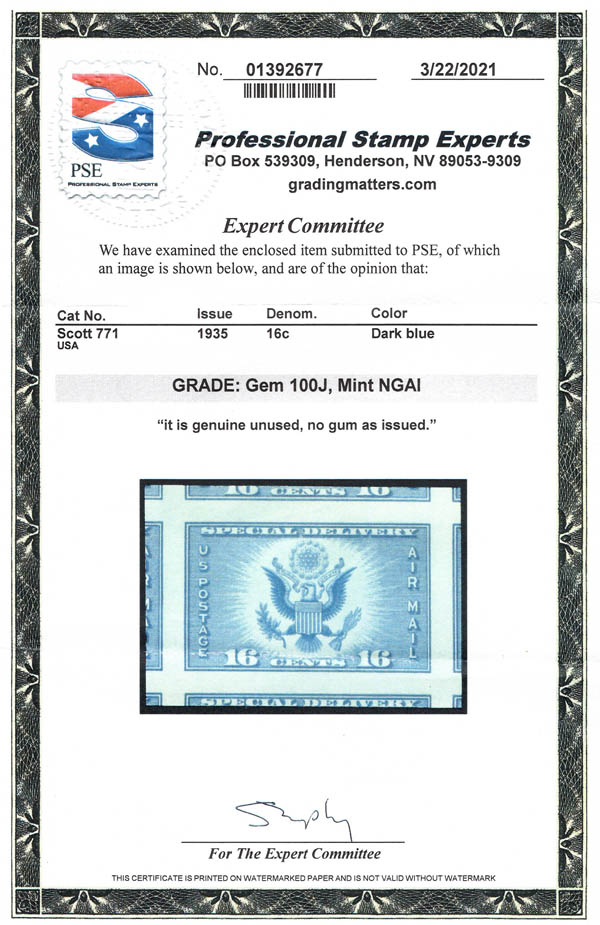 No. 01392677 3/22/2021
PSE
PROFESSIONAL STAMP EXPERTS
Professional Stamp Experts
PO Box 539309, Henderson, NV 89053-9309
gradingmatters.com
Expert Committee
We have examined the enclosed item submitted to PSE, of which
an image is shown below, and are of the opinion that:
Cat No. Issue Denom. Color
Scott 771 1935 16c Dark blue
USA
GRADE: Gem 100J, Mint NGAI
“it is genuine unused, no gum as issued.”
16 CENTS 16
SPECIAL DELIVERY
U S POSTAGE
AIR MAIL
16 CENTS 16
SPECIAL DELIVERY
For The Expert Committee
THIS CERTIFICATE IS PRINTED ON WATERMARKED PAPER AND IS NOT VALID WITHOUT WATERMARK